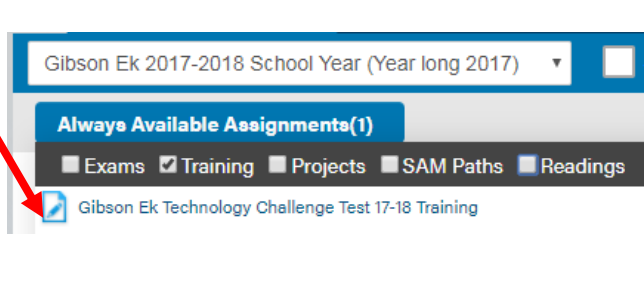 Gibson Ek 2017-2018 School Year (Year long 2017)
Always Available Assignments(1)
Exams Training Projects SAM Paths Readings
Gibson Ek Technology Challenge Test 17-18 Training